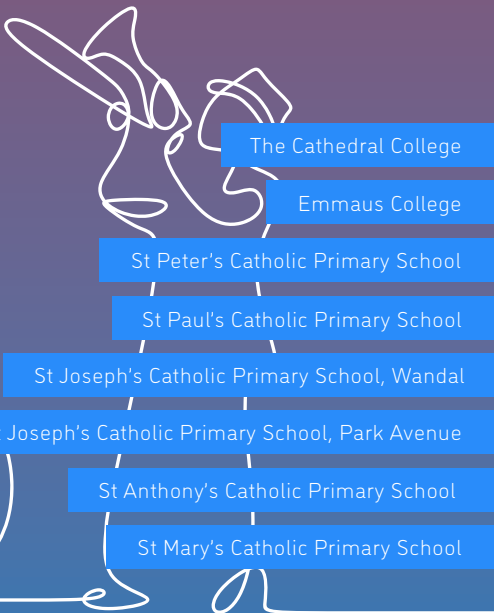 The Cathedral College
Emmaus College
St Peter's Catholic Primary School
St Paul's Catholic Primary School
St Joseph's Catholic Primary School, Wandal
Joseph's Catholic Primary School, Park Avenue
St Anthony's Catholic Primary School
St Mary's Catholic Primary School